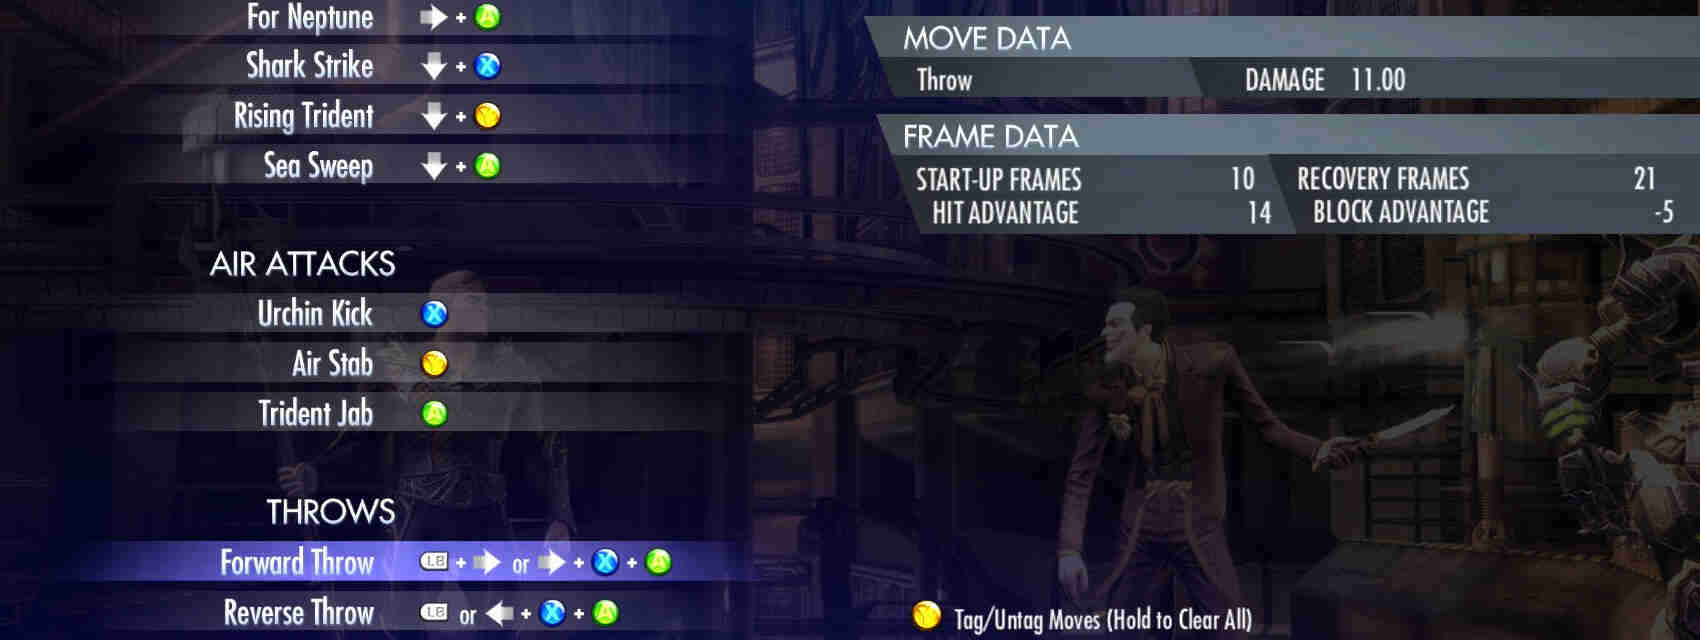 For Neptune + A
Shark Strike + X
Rising Trident + Y
Sea Sweep + A
AIR ATTACKS
Urchin Kick X
Air Stab Y
Trident Jab A
THROWS
Forward Throw LB + or + X + A
Reverse Throw LB or + X + A
MOVE DATA
Throw DAMAGE 11.00
FRAME DATA
START-UP FRAMES 10 RECOVERY FRAMES 21
HIT ADVANTAGE 14 BLOCK ADVANTAGE -5
Y Tag/Untag Moves (Hold to Clear All)